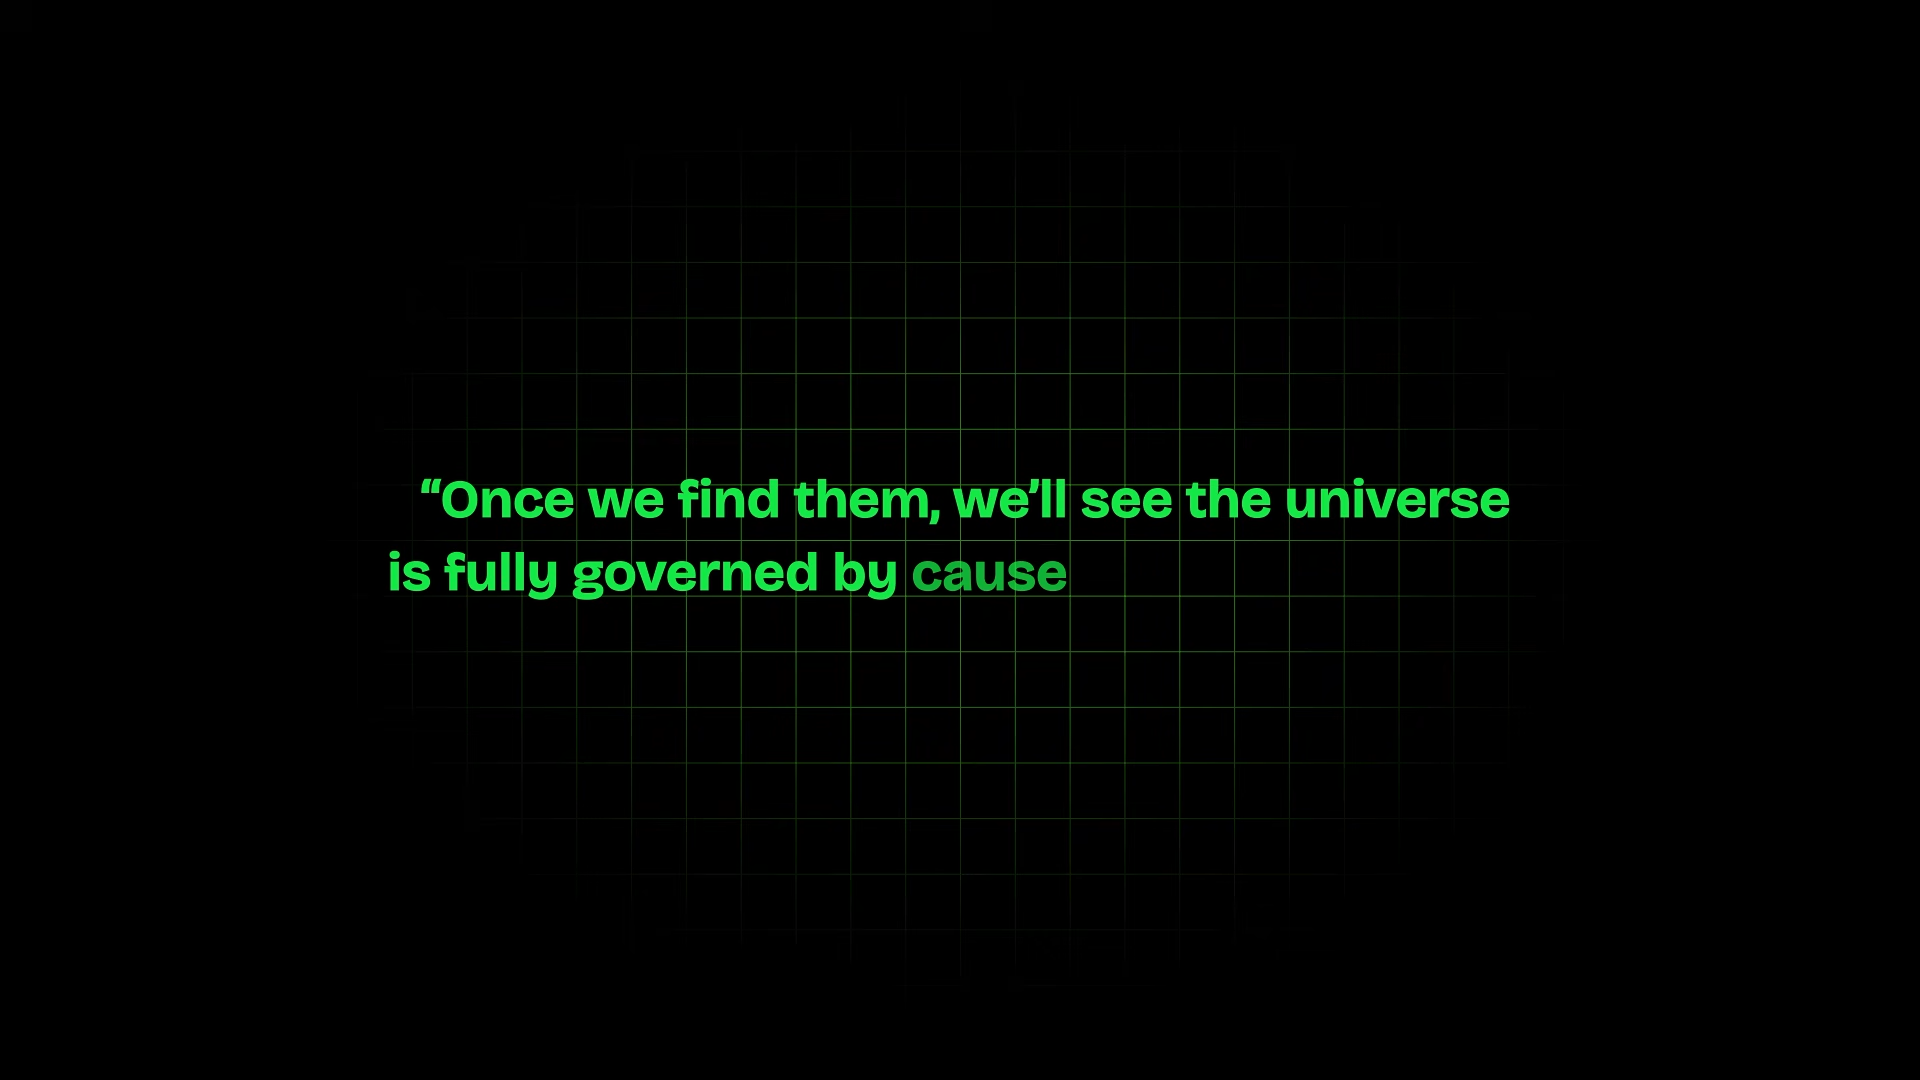 “Once we find them, we’ll see the universe
is fully governed by cause